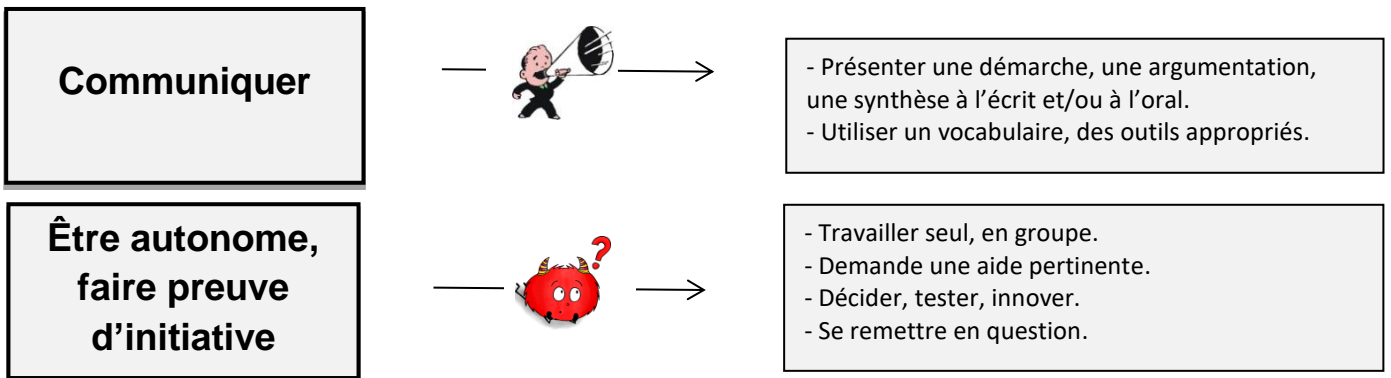 Communiquer
- Présenter une démarche, une argumentation,
une synthèse à l’écrit et/ou à l’oral.
- Utiliser un vocabulaire, des outils appropriés.
Être autonome,
faire preuve
d’initiative
?
- Travailler seul, en groupe.
- Demande une aide pertinente.
- Décider, tester, innover.
- Se remettre en question.